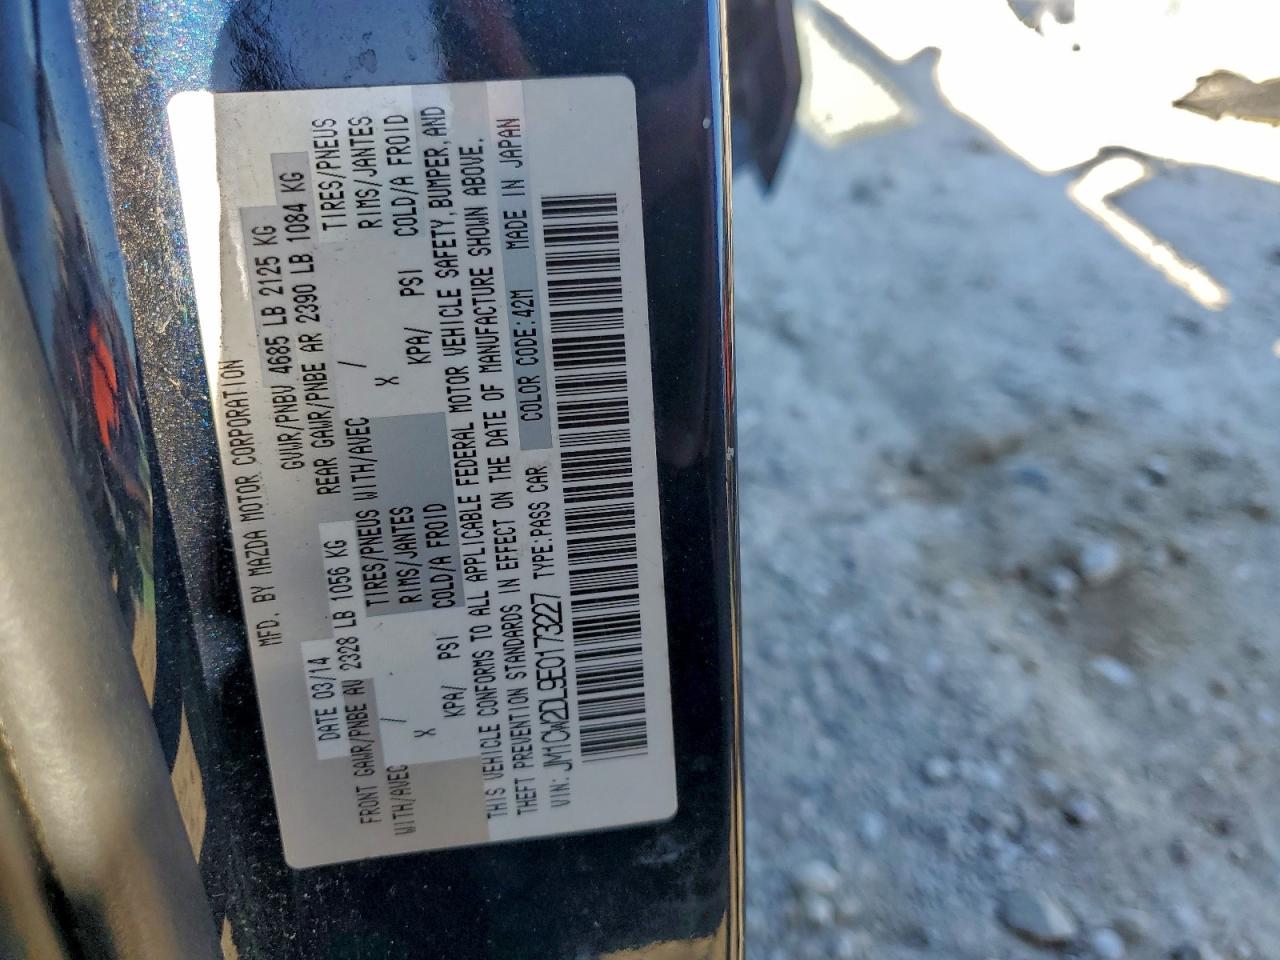 MFD. BY MAZDA MOTOR CORPORATION
DATE 03/14 GVWR/PNBV 4685 LB 2125 KG
FRONT GAWR/PNBE AV 2328 LB 1056 KG REAR GAWR/PNBE AR 2390 LB 1084 KG
WITH/AVEC / TIRES/PNEUS WITH/AVEC / TIRES/PNEUS
X RIMS/JANTES X RIMS/JANTES
KPA/ PSI COLD/A FROID KPA/ PSI COLD/A FROID
THIS VEHICLE CONFORMS TO ALL APPLICABLE FEDERAL MOTOR VEHICLE SAFETY, BUMPER, AND
THEFT PREVENTION STANDARDS IN EFFECT ON THE DATE OF MANUFACTURE SHOWN ABOVE.
COLOR CODE:42M MADE IN JAPAN
VIN: JM1CW2DL9E0173227 TYPE:PASS CAR